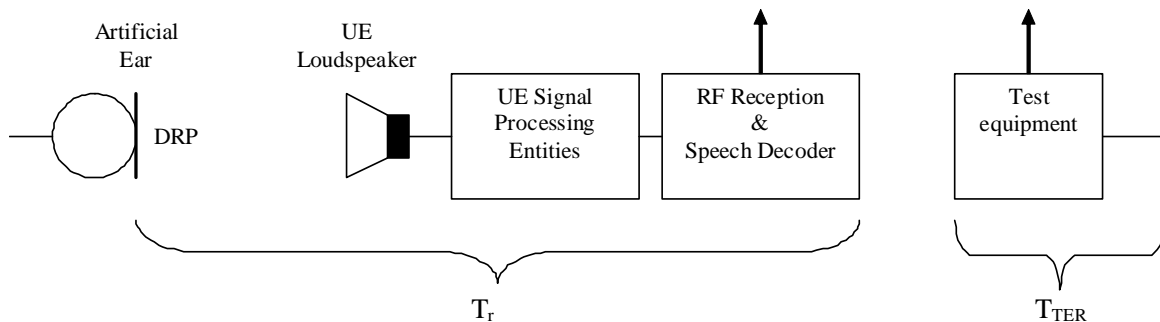 Artificial
Ear
UE
Loudspeaker
DRP
UE Signal
Processing
Entities
RF Reception
&
Speech Decoder
Test
equipment
Tr
TTER